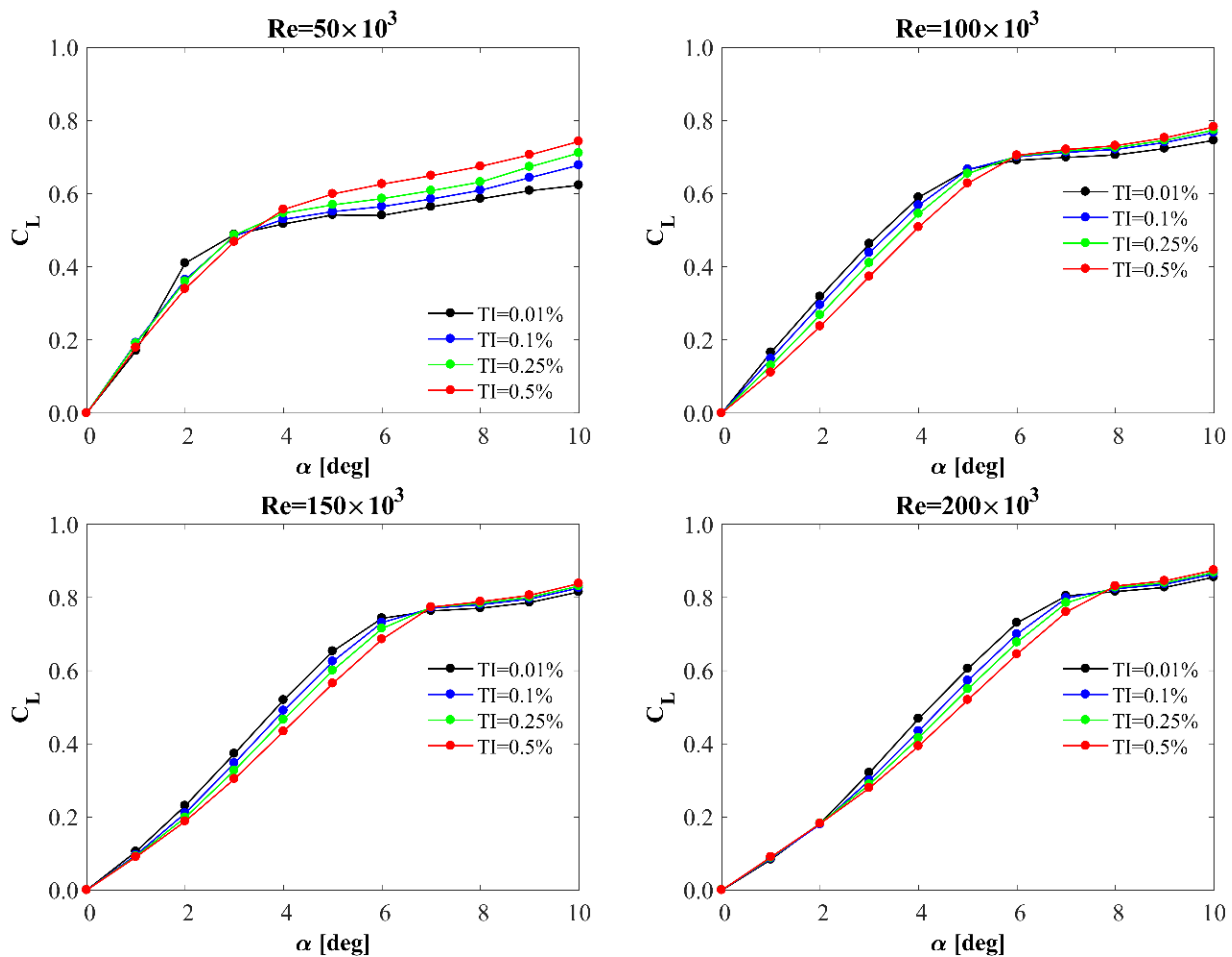 Re=50×10³
1.0
0.8
0.6
0.4
0.2
0.0
C_L
TI=0.01%
TI=0.1%
TI=0.25%
TI=0.5%
0 2 4 6 8 10
α [deg]
Re=100×10³
1.0
0.8
0.6
0.4
0.2
0.0
C_L
TI=0.01%
TI=0.1%
TI=0.25%
TI=0.5%
0 2 4 6 8 10
α [deg]
Re=150×10³
1.0
0.8
0.6
0.4
0.2
0.0
C_L
TI=0.01%
TI=0.1%
TI=0.25%
TI=0.5%
0 2 4 6 8 10
α [deg]
Re=200×10³
1.0
0.8
0.6
0.4
0.2
0.0
C_L
TI=0.01%
TI=0.1%
TI=0.25%
TI=0.5%
0 2 4 6 8 10
α [deg]